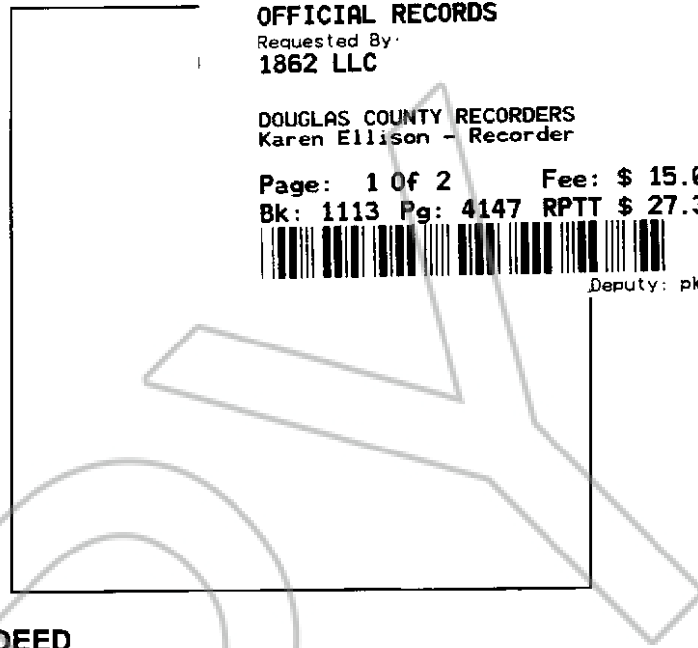 OFFICIAL RECORDS
Requested By:
1862 LLC
DOUGLAS COUNTY RECORDERS
Karen Ellison - Recorder
Page: 1 Of 2 Fee: $ 15.
Bk: 1113 Pg: 4147 RPTT $ 27.3
Deputy: pk
DEED